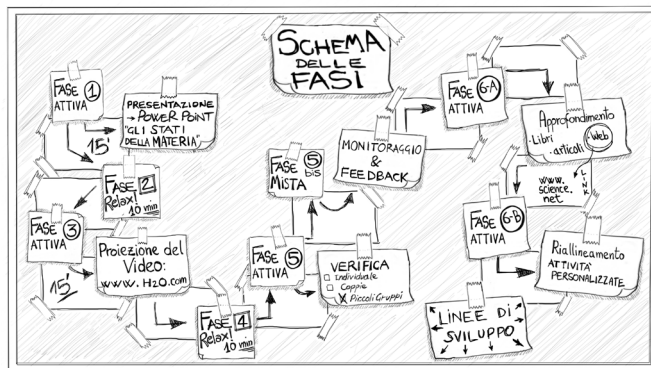 SCHEMA
DELLE
FASI
FASE 1
ATTIVA
15'
PRESENTAZIONE
→ POWER POINT
"GLI STATI
DELLA MATERIA"
FASE 2
Relax!
10 min
FASE 3
ATTIVA
15'
Proiezione del
Video:
www. H2O.com
FASE 4
Relax!
10 min
FASE 5
ATTIVA
VERIFICA
☐ Individuale
☐ Coppie
☒ Piccoli Gruppi
FASE 5 bis
MISTA
MONITORAGGIO
&
FEEDBACK
FASE 6-A
ATTIVA
Approfondimento
·Libri
·articoli Web
LINK
www.
science.
net
FASE 6-B
ATTIVA
Riallineamento
ATTIVITÀ
PERSONALIZZATE
LINEE DI
SVILUPPO